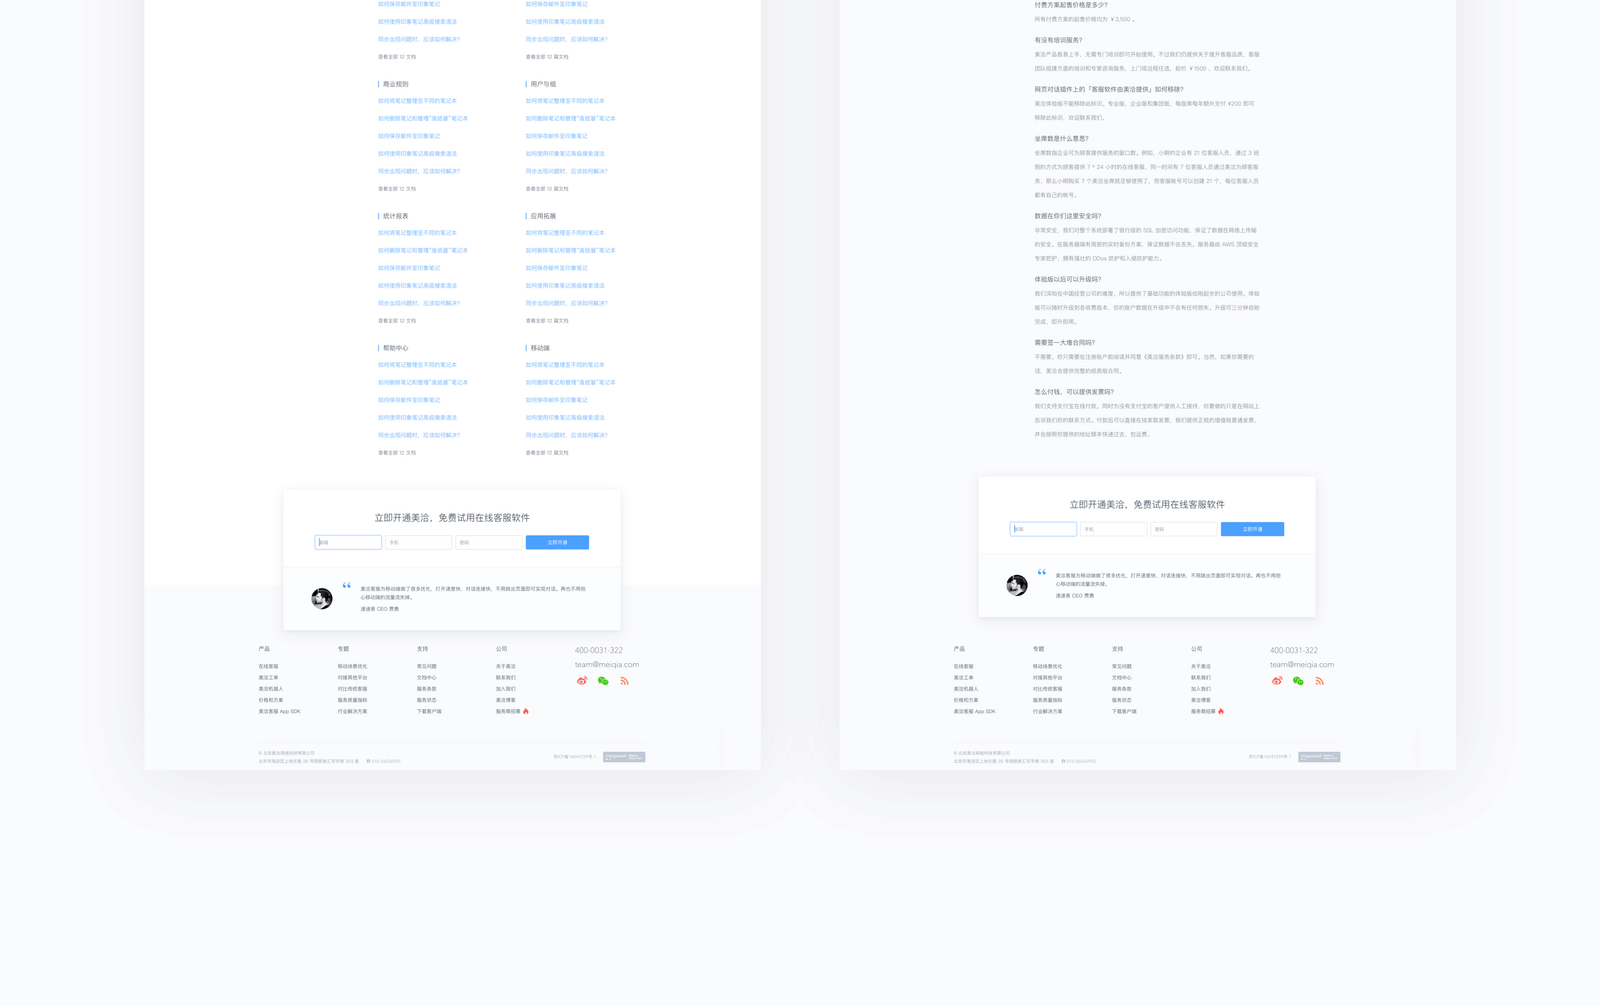 如何保存邮件至印象笔记
如何使用印象笔记高级搜索语法
同步出现问题时，应该如何解决?
查看全部 12 文档
如何保存邮件至印象笔记
如何使用印象笔记高级搜索语法
同步出现问题时，应该如何解决?
查看全部 12 篇文档
商业规则
如何将笔记整理至不同的笔记本
如何删除笔记和管理“废纸篓”笔记本
如何保存邮件至印象笔记
如何使用印象笔记高级搜索语法
同步出现问题时，应该如何解决?
查看全部 12 文档
用户与组
如何将笔记整理至不同的笔记本
如何删除笔记和管理“废纸篓”笔记本
如何保存邮件至印象笔记
如何使用印象笔记高级搜索语法
同步出现问题时，应该如何解决?
查看全部 12 篇文档
统计报表
如何将笔记整理至不同的笔记本
如何删除笔记和管理“废纸篓”笔记本
如何保存邮件至印象笔记
如何使用印象笔记高级搜索语法
同步出现问题时，应该如何解决?
查看全部 12 文档
应用拓展
如何将笔记整理至不同的笔记本
如何删除笔记和管理“废纸篓”笔记本
如何保存邮件至印象笔记
如何使用印象笔记高级搜索语法
同步出现问题时，应该如何解决?
查看全部 12 篇文档
帮助中心
如何将笔记整理至不同的笔记本
如何删除笔记和管理“废纸篓”笔记本
如何保存邮件至印象笔记
如何使用印象笔记高级搜索语法
同步出现问题时，应该如何解决?
查看全部 12 文档
移动端
如何将笔记整理至不同的笔记本
如何删除笔记和管理“废纸篓”笔记本
如何保存邮件至印象笔记
如何使用印象笔记高级搜索语法
同步出现问题时，应该如何解决?
查看全部 12 篇文档
立即开通美洽，免费试用在线客服软件
邮箱
手机
密码
立即开通
美洽客服为移动端做了很多优化，打开速度快，对话连接快，不用跳出页面即可实现对话。再也不用担
心移动端的流量流失掉。
速速易 CEO 贾勇
产品
在线客服
美洽工单
美洽机器人
价格和方案
美洽客服 App SDK
专题
移动场景优化
对接其他平台
对比传统客服
服务质量指标
行业解决方案
支持
常见问题
文档中心
服务条款
服务状态
下载客户端
公司
关于美洽
联系我们
加入我们
美洽博客
服务商招募
400-0031-322
team@meiqia.com
© 北京美洽网络科技有限公司
付费方案起售价格是多少?
所有付费方案的起售价格均为 ￥3,500 。
有没有培训服务?
美洽产品极易上手，无需专门培训即可开始使用。不过我们仍提供关于提升客服品质、客服
团队组建方面的培训和专家咨询服务，上门或远程任选，起价 ￥1500 ，欢迎联系我们。
网页对话插件上的「客服软件由美洽提供」如何移除?
美洽体验版不能移除此标识。专业版、企业版和集团版，每座席每年额外支付 ¥200 即可
移除此标识，欢迎联系我们。
坐席数是什么意思?
坐席数指企业可为顾客提供服务的窗口数。例如，小明的企业有 21 位客服人员，通过 3 班
倒的方式为顾客提供 7 * 24 小时的在线客服，同一时间有 7 位客服人员通过美洽为顾客服
务，那么小明购买 7 个美洽坐席就足够使用了，而客服帐号可以创建 21 个，每位客服人员
都有自己的帐号。
数据在你们这里安全吗?
非常安全，我们对整个系统部署了银行级的 SSL 加密访问功能，保证了数据在网络上传输
的安全。在服务器端有周密的实时备份方案，保证数据不会丢失。服务器由 AWS 顶级安全
专家把护，拥有强壮的 DDos 防护和入侵防护能力。
体验版以后可以升级吗?
我们深知在中国经营公司的难度，所以提供了基础功能的体验版给刚起步的公司使用。体验
版可以随时升级到各收费版本，你的账户数据在升级中不会有任何损失。升级可三分钟自助
完成，即升即用。
需要签一大堆合同吗?
不需要。你只需要在注册账户前阅读并同意《美洽服务条款》即可。当然，如果你需要的
话，美洽会提供完整的纸质版合同。
怎么付钱，可以提供发票吗?
我们支持支付宝在线付款。同时为没有支付宝的客户提供人工接待，你要做的只是在网站上
告诉我们你的联系方式。付款后可以直接在线索取发票，我们提供正规的增值税普通发票，
并会按照你提供的地址顺丰快递过去，包运费。
立即开通美洽，免费试用在线客服软件
邮箱
手机
密码
立即开通
美洽客服为移动端做了很多优化，打开速度快，对话连接快，不用跳出页面即可实现对话。再也不用担
心移动端的流量流失掉。
速速易 CEO 贾勇
产品
在线客服
美洽工单
美洽机器人
价格和方案
美洽客服 App SDK
专题
移动场景优化
对接其他平台
对比传统客服
服务质量指标
行业解决方案
支持
常见问题
文档中心
服务条款
服务状态
下载客户端
公司
关于美洽
联系我们
加入我们
美洽博客
服务商招募
400-0031-322
team@meiqia.com
© 北京美洽网络科技有限公司